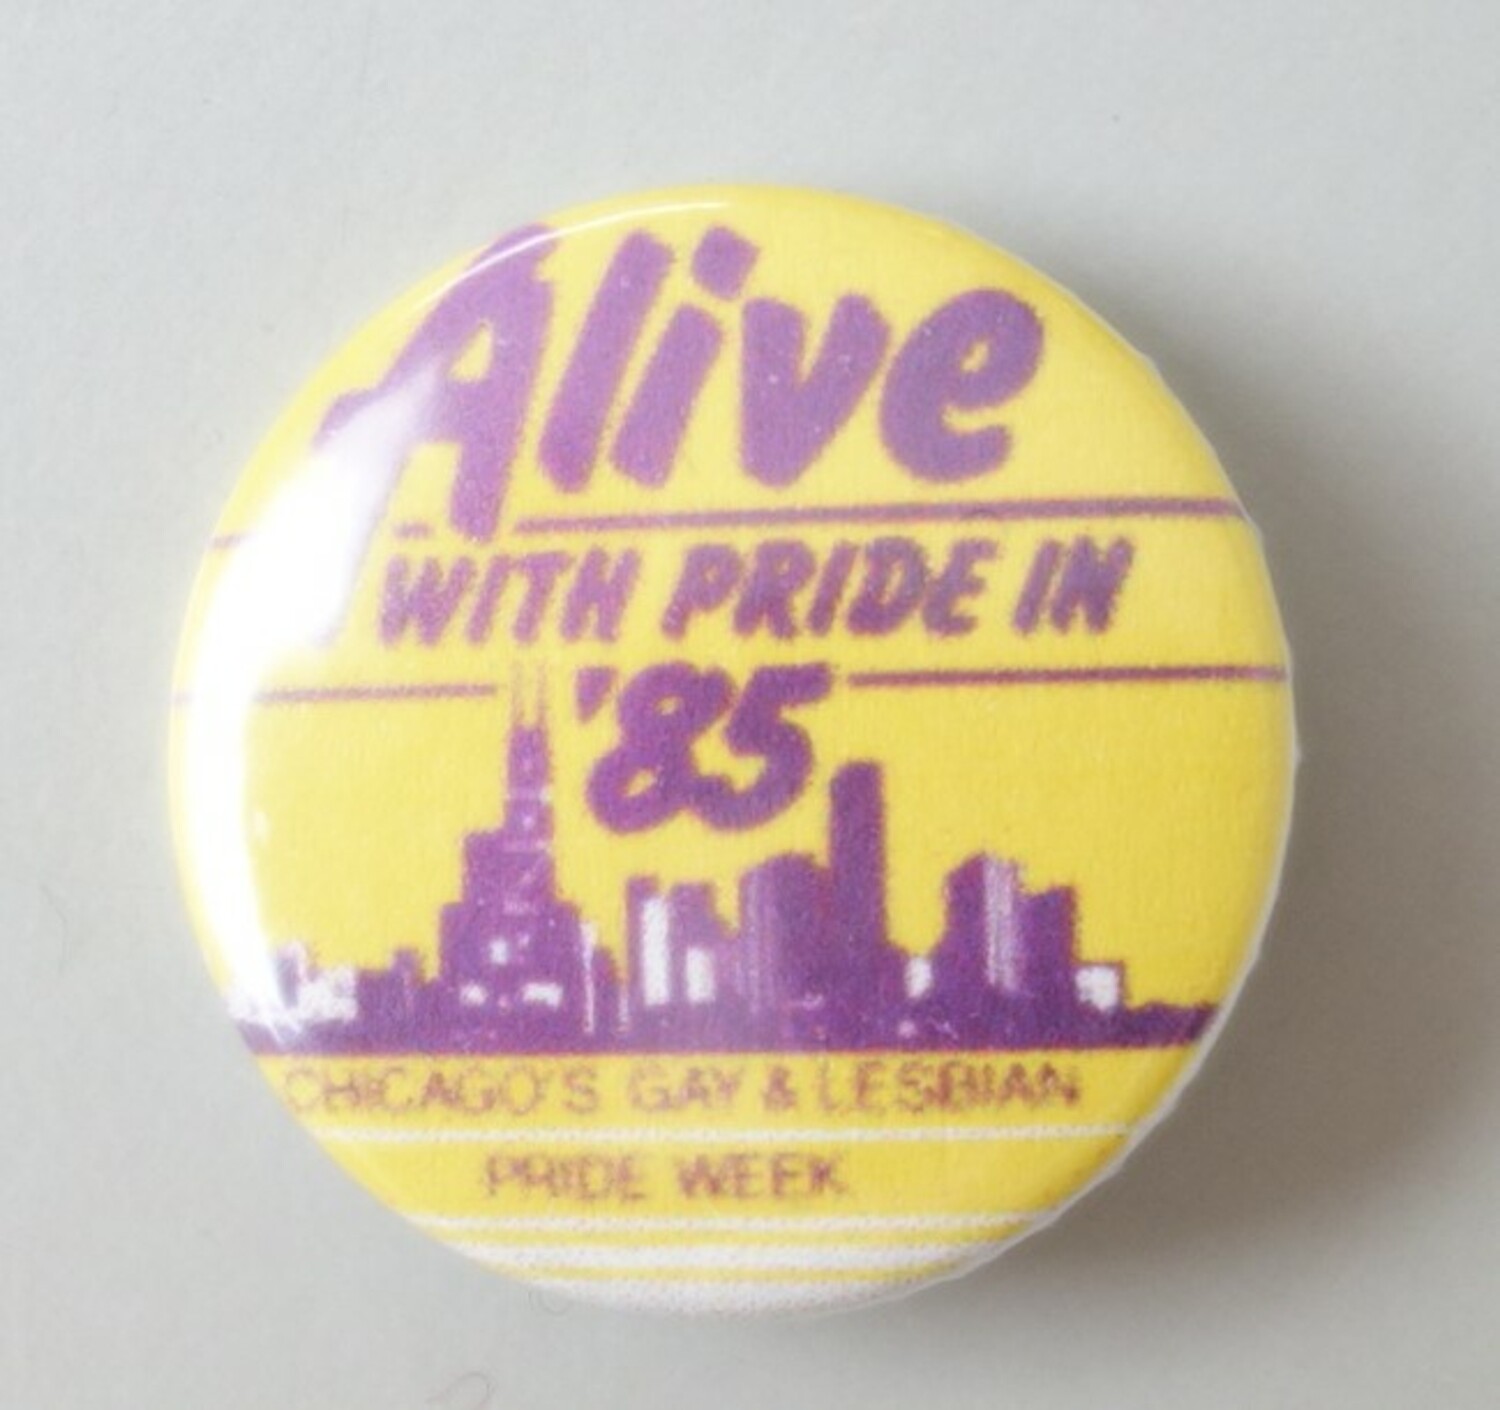 Alive
WITH PRIDE IN
'85
CHICAGO'S GAY & LESBIAN
PRIDE WEEK